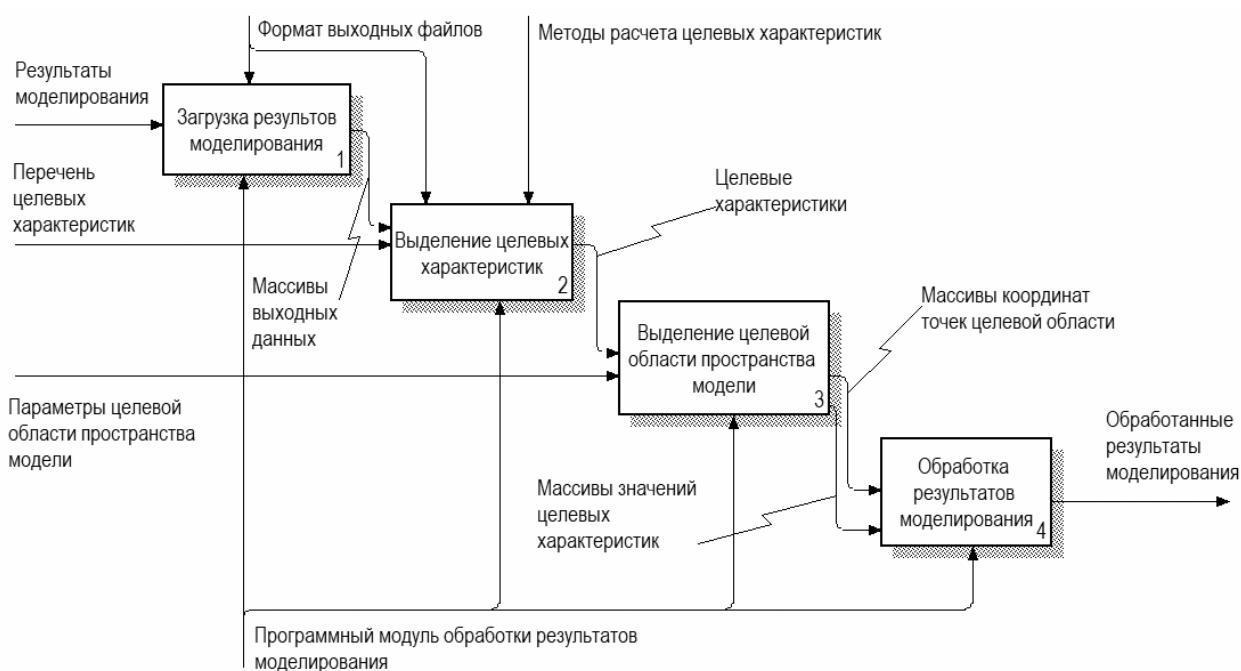 Формат выходных файлов
Методы расчета целевых характеристик
Результаты
моделирования
Загрузка результов
моделирования
1
Перечень
целевых
характеристик
Целевые
характеристики
Выделение целевых
характеристик
2
Массивы
выходных
данных
Массивы координат
точек целевой области
Выделение целевой
области пространства
модели
3
Параметры целевой
области пространства
модели
Обработанные
результаты
моделирования
Обработка
результатов
моделирования
4
Массивы значений
целевых
характеристик
Программный модуль обработки результатов
моделирования